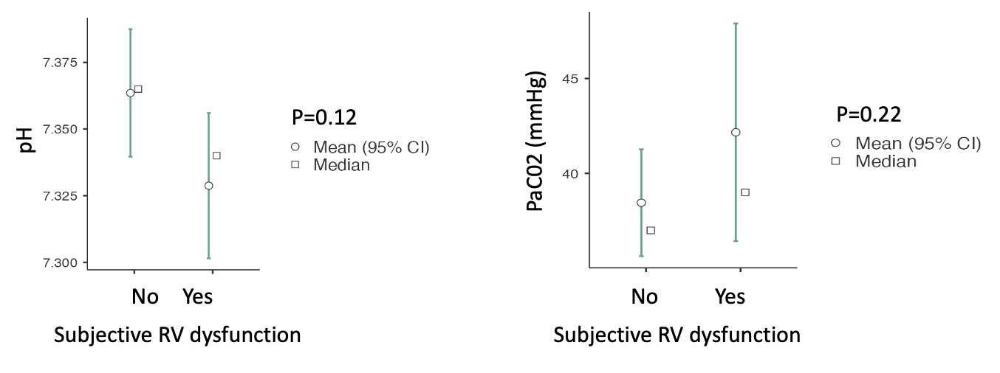 pH
7.375
7.350
7.325
7.300
P=0.12
Mean (95% CI)
Median
No Yes
Subjective RV dysfunction
PaC02 (mmHg)
45
40
P=0.22
Mean (95% CI)
Median
No Yes
Subjective RV dysfunction